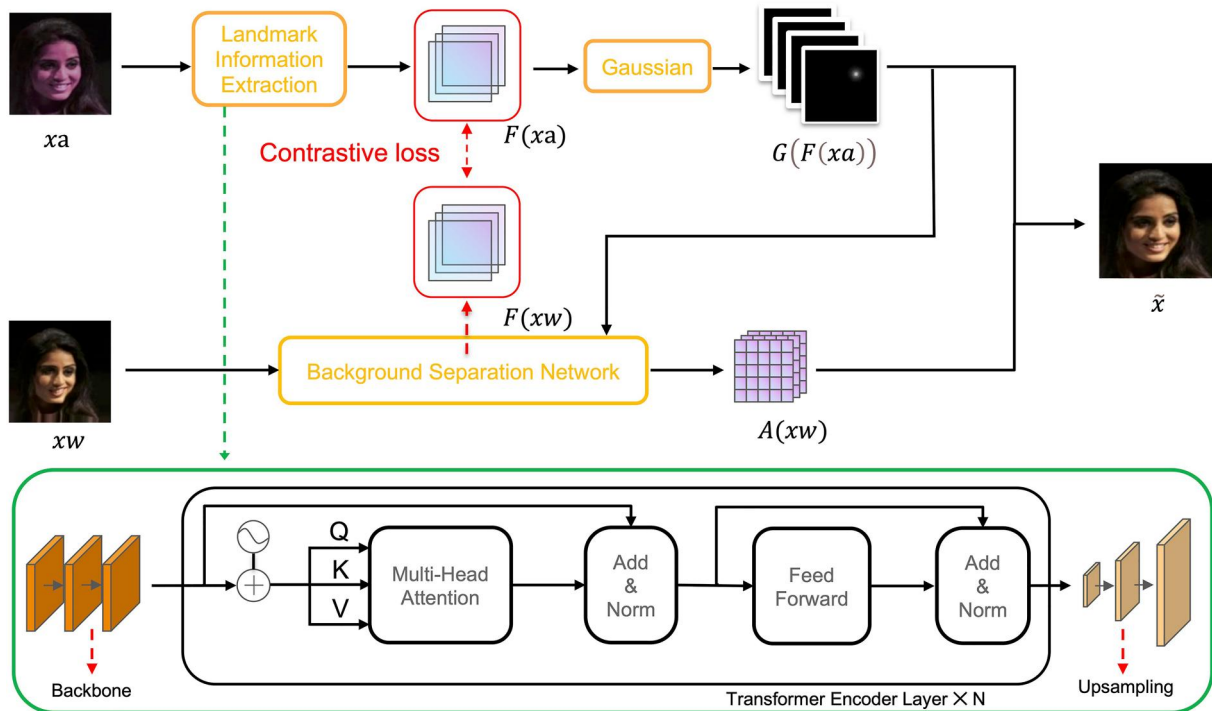 Landmark
Information
Extraction
Gaussian
xa
F(xa)
G(F(xa))
Contrastive loss
F(xw)
x̃
Background Separation Network
xw
A(xw)
Q
K
V
Multi-Head
Attention
Add
&
Norm
Feed
Forward
Add
&
Norm
Backbone
Upsampling
Transformer Encoder Layer × N